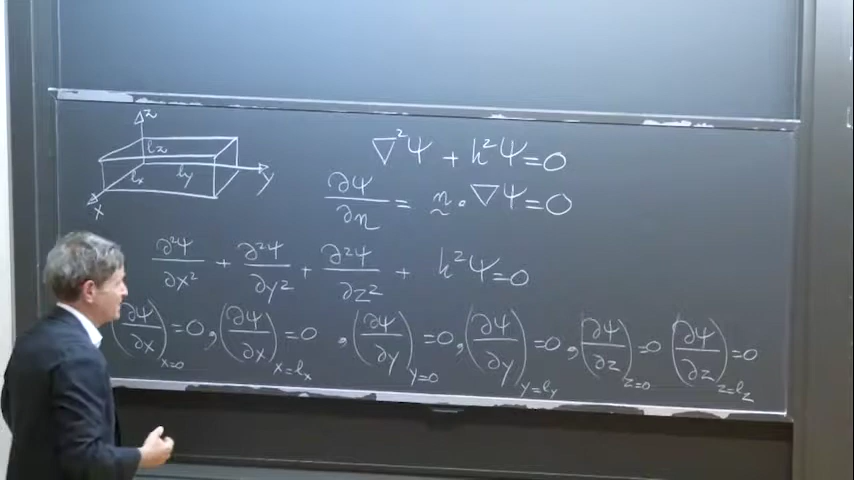 z
lz
lx
ly
y
x
∇²Ψ + k²Ψ = 0
∂Ψ/∂n = n · ∇Ψ = 0
∂²Ψ/∂x² + ∂²Ψ/∂y² + ∂²Ψ/∂z² + k²Ψ = 0
(∂Ψ/∂x)x=0 = 0, (∂Ψ/∂x)x=lx = 0, (∂Ψ/∂y)y=0 = 0, (∂Ψ/∂y)y=ly = 0, (∂Ψ/∂z)z=0 = 0 (∂Ψ/∂z)z=lz = 0